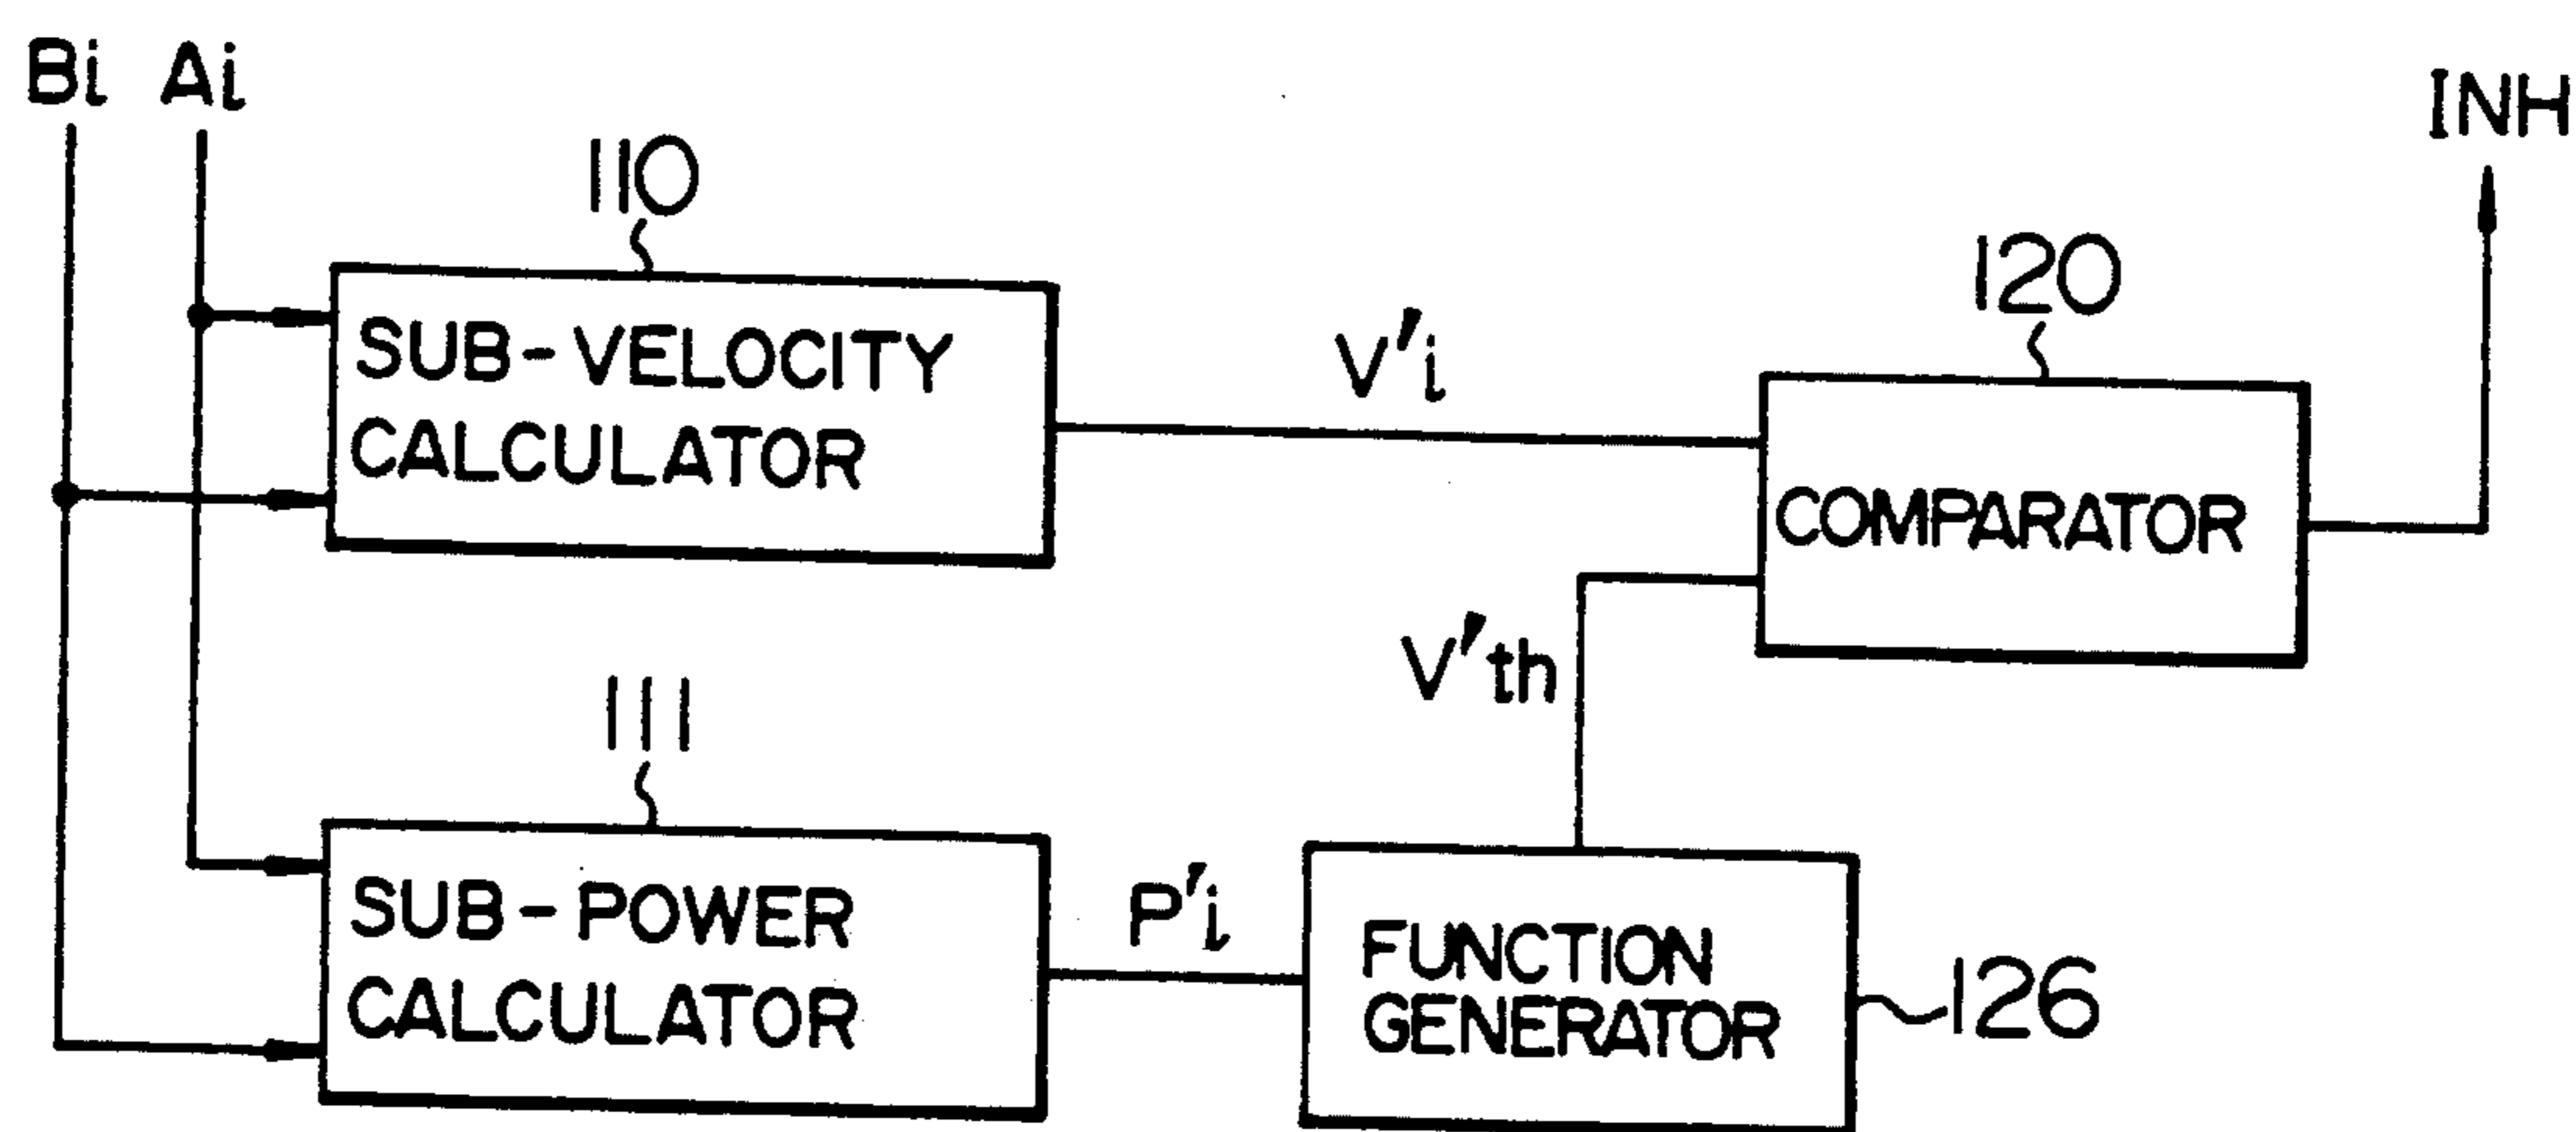 Bi Ai
INH
110
120
SUB-VELOCITY
CALCULATOR
V'i
COMPARATOR
V'th
111
SUB-POWER
CALCULATOR
P'i
FUNCTION
GENERATOR
126